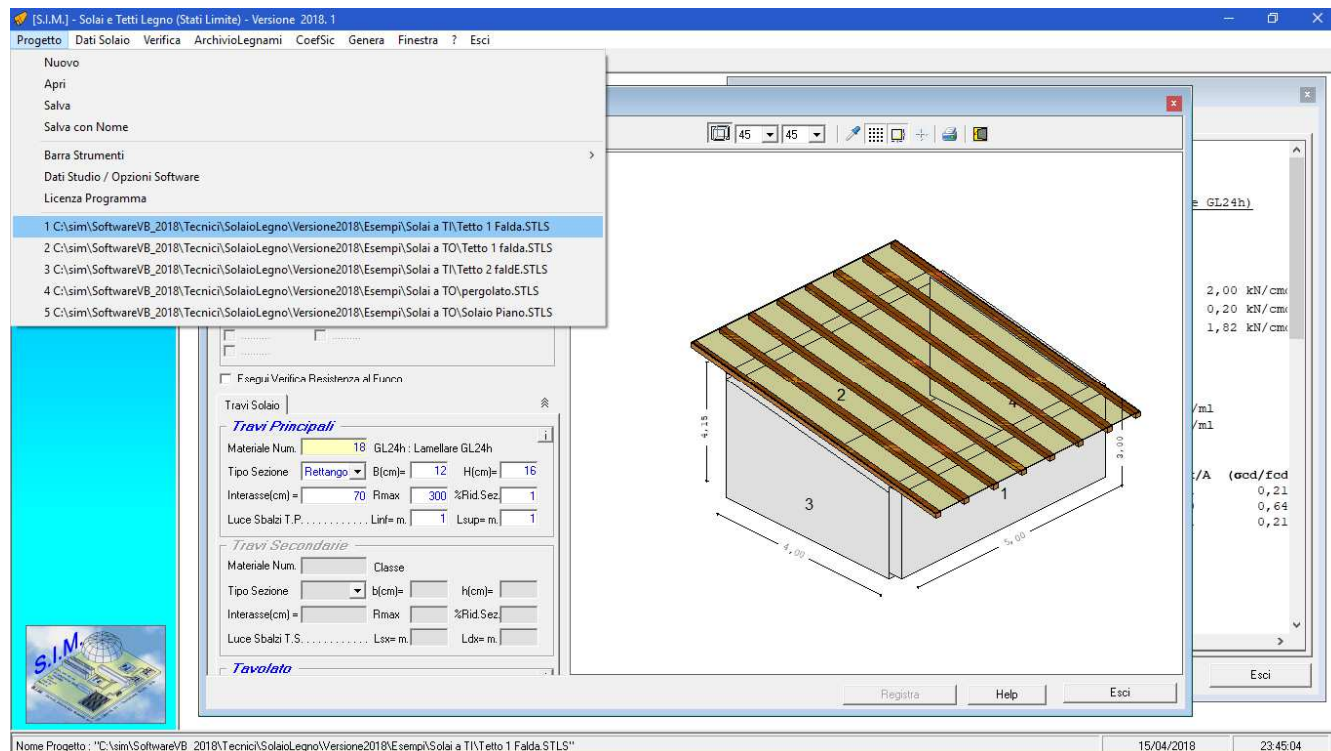 [S.I.M.] - Solai e Tetti Legno (Stati Limite) - Versione 2018. 1
Progetto Dati Solaio Verifica ArchivioLegnami CoefSic Genera Finestra ? Esci
Nuovo
Apri
Salva
Salva con Nome
Barra Strumenti
Dati Studio / Opzioni Software
Licenza Programma
1 C:\sim\SoftwareVB_2018\Tecnici\SolaioLegno\Versione2018\Esempi\Solai a TI\Tetto 1 Falda.STLS
2 C:\sim\SoftwareVB_2018\Tecnici\SolaioLegno\Versione2018\Esempi\Solai a TO\Tetto 1 falda.STLS
3 C:\sim\SoftwareVB_2018\Tecnici\SolaioLegno\Versione2018\Esempi\Solai a TI\Tetto 2 faldE.STLS
4 C:\sim\SoftwareVB_2018\Tecnici\SolaioLegno\Versione2018\Esempi\Solai a TO\pergolato.STLS
5 C:\sim\SoftwareVB_2018\Tecnici\SolaioLegno\Versione2018\Esempi\Solai a TO\Solaio Piano.STLS
45 45
Esegui Verifica Resistenza al Fuoco
Travi Solaio
Travi Principali
Materiale Num. 18 GL24h : Lamellare GL24h
Tipo Sezione Rettango B(cm)= 12 H(cm)= 16
Interasse(cm) = 70 Rmax 300 %Rid.Sez. 1
Luce Sbalzi T.P. . . . . . . . . . . . Linf= m. 1 Lsup= m. 1
Travi Secondarie
Materiale Num. Classe
Tipo Sezione b(cm)= h(cm)=
Interasse(cm) = Rmax %Rid.Sez.
Luce Sbalzi T.S. . . . . . . . . . . . Lsx= m. Ldx= m.
Tavolato
4,15
2
4
3
1
3,00
4,00
5,00
Registra Help Esci
GL24h)
2,00 kN/cm
0,20 kN/cm
1,82 kN/cm
/ml
/ml
/A (σcd/fcd
0,21
0,64
0,21
Esci
S.I.M.
Nome Progetto : "C:\sim\SoftwareVB_2018\Tecnici\SolaioLegno\Versione2018\Esempi\Solai a TI\Tetto 1 Falda.STLS" 15/04/2018 23:45:04